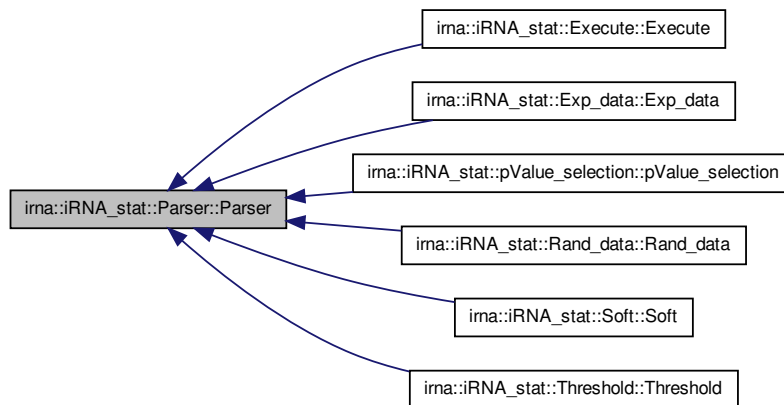 irna::iRNA_stat::Execute::Execute
irna::iRNA_stat::Exp_data::Exp_data
irna::iRNA_stat::pValue_selection::pValue_selection
irna::iRNA_stat::Parser::Parser
irna::iRNA_stat::Rand_data::Rand_data
irna::iRNA_stat::Soft::Soft
irna::iRNA_stat::Threshold::Threshold